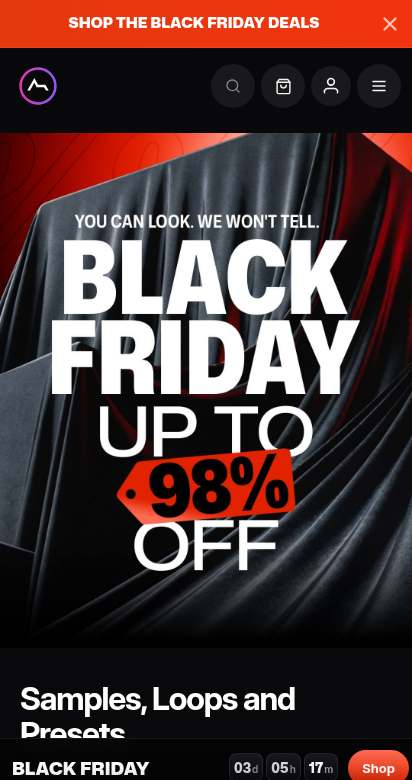 SHOP THE BLACK FRIDAY DEALS
YOU CAN LOOK. WE WON'T TELL.
BLACK
FRIDAY
UP TO
98%
OFF
Samples, Loops and
Presets
BLACK FRIDAY
03d 05h 17m Shop